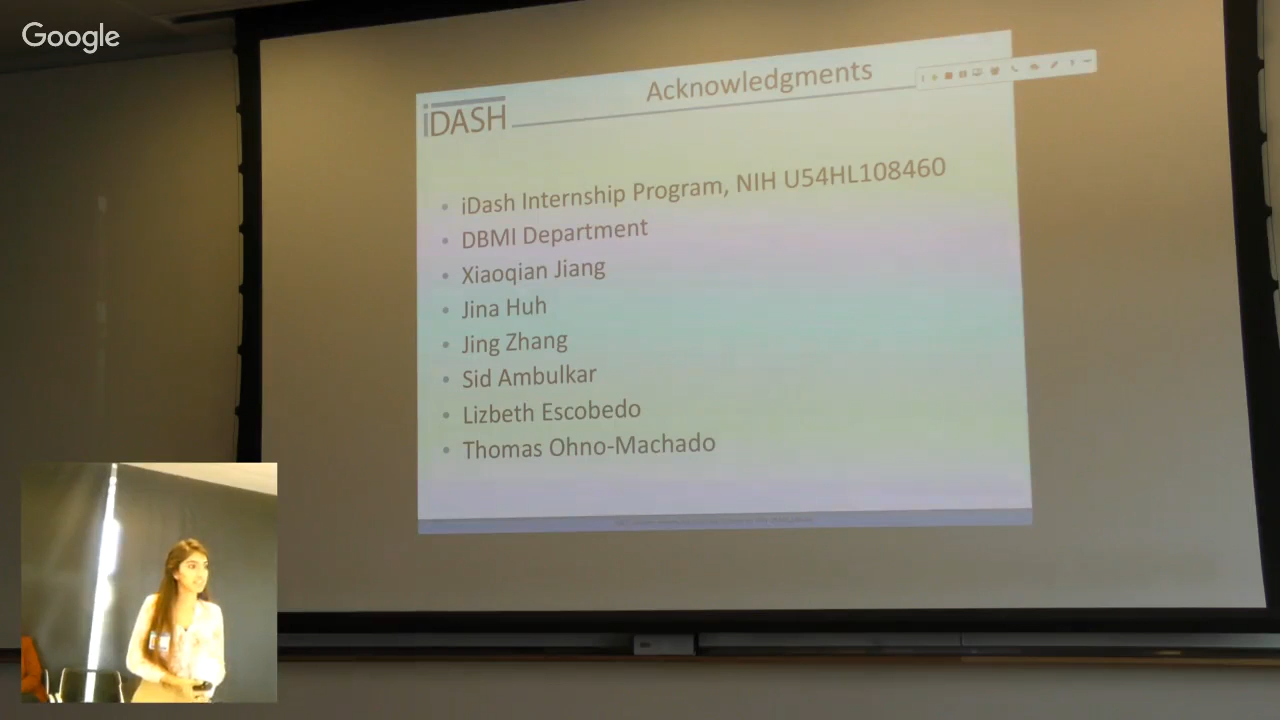 Google
Acknowledgments
iDASH
• iDash Internship Program, NIH U54HL108460
• DBMI Department
• Xiaoqian Jiang
• Jina Huh
• Jing Zhang
• Sid Ambulkar
• Lizbeth Escobedo
• Thomas Ohno-Machado